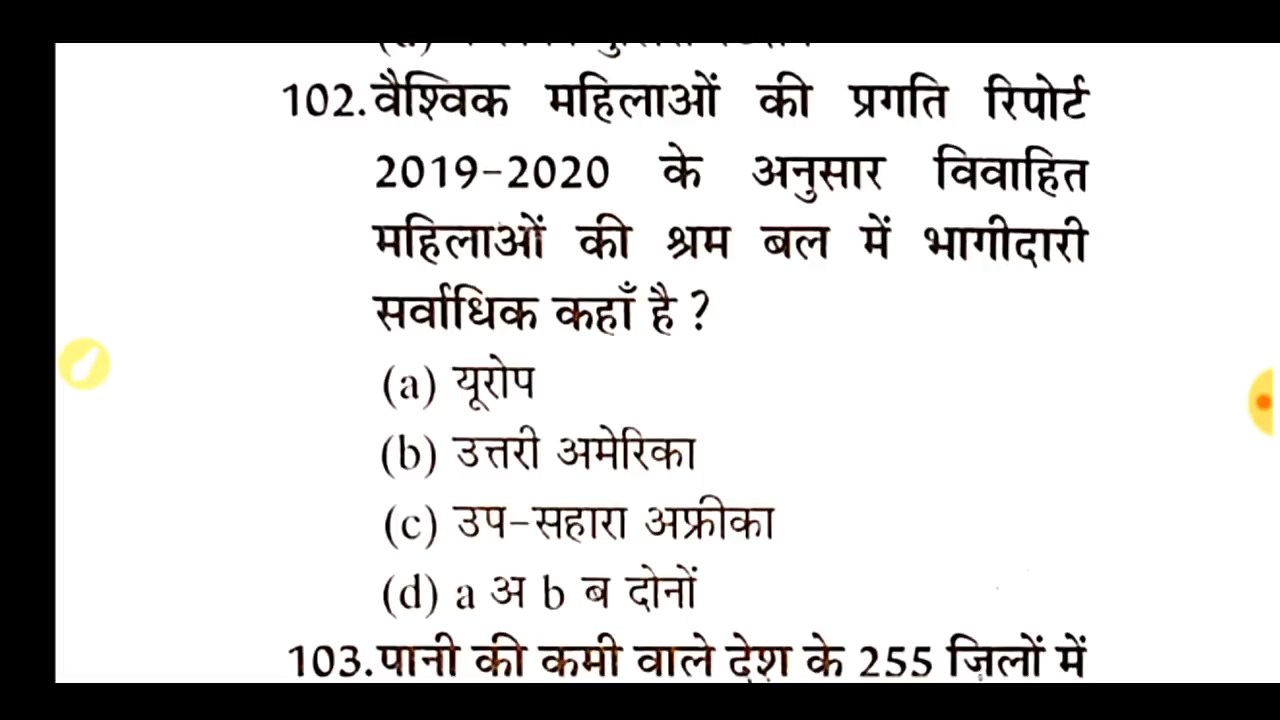 102.वैश्विक महिलाओं की प्रगति रिपोर्ट
2019-2020 के अनुसार विवाहित
महिलाओं की श्रम बल में भागीदारी
सर्वाधिक कहाँ है ?
(a) यूरोप
(b) उत्तरी अमेरिका
(c) उप-सहारा अफ्रीका
(d) a अ b ब दोनों
103.पानी की कमी वाले देश के 255 जिलों में